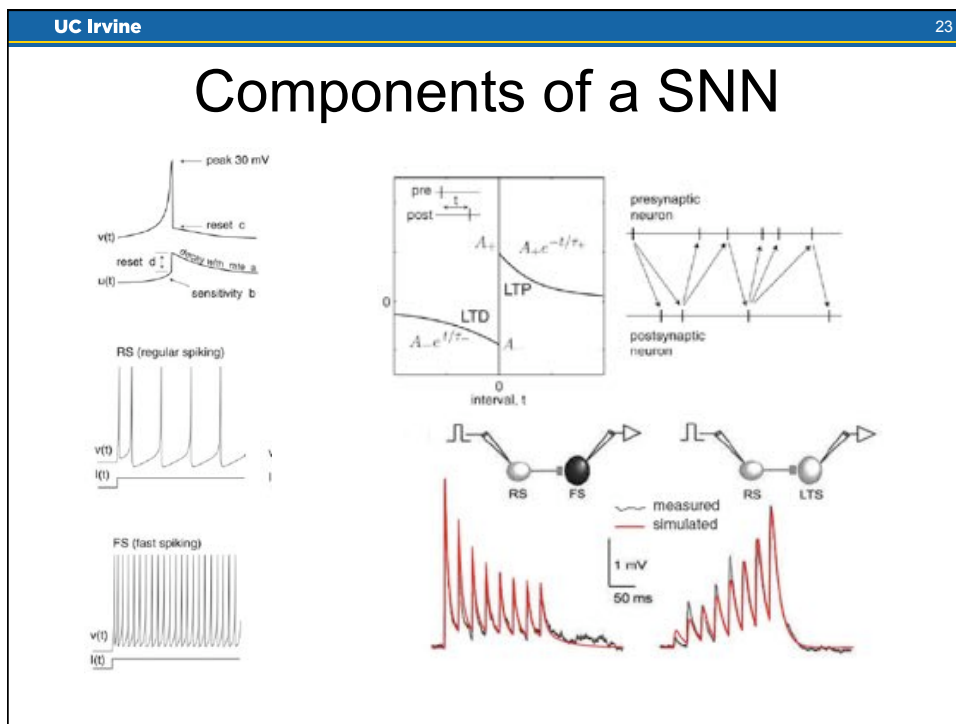 UC Irvine
23
Components of a SNN
peak 30 mV
reset c
v(t)
reset d
decay with rate a
u(t)
sensitivity b
RS (regular spiking)
v(t)
I(t)
FS (fast spiking)
v(t)
I(t)
pre
t
post
A₊
A₊e^{-t/τ₊}
LTP
0
LTD
A₋e^{t/τ₋}
A₋
0
interval, t
presynaptic
neuron
postsynaptic
neuron
RS
FS
RS
LTS
measured
simulated
1 mV
50 ms